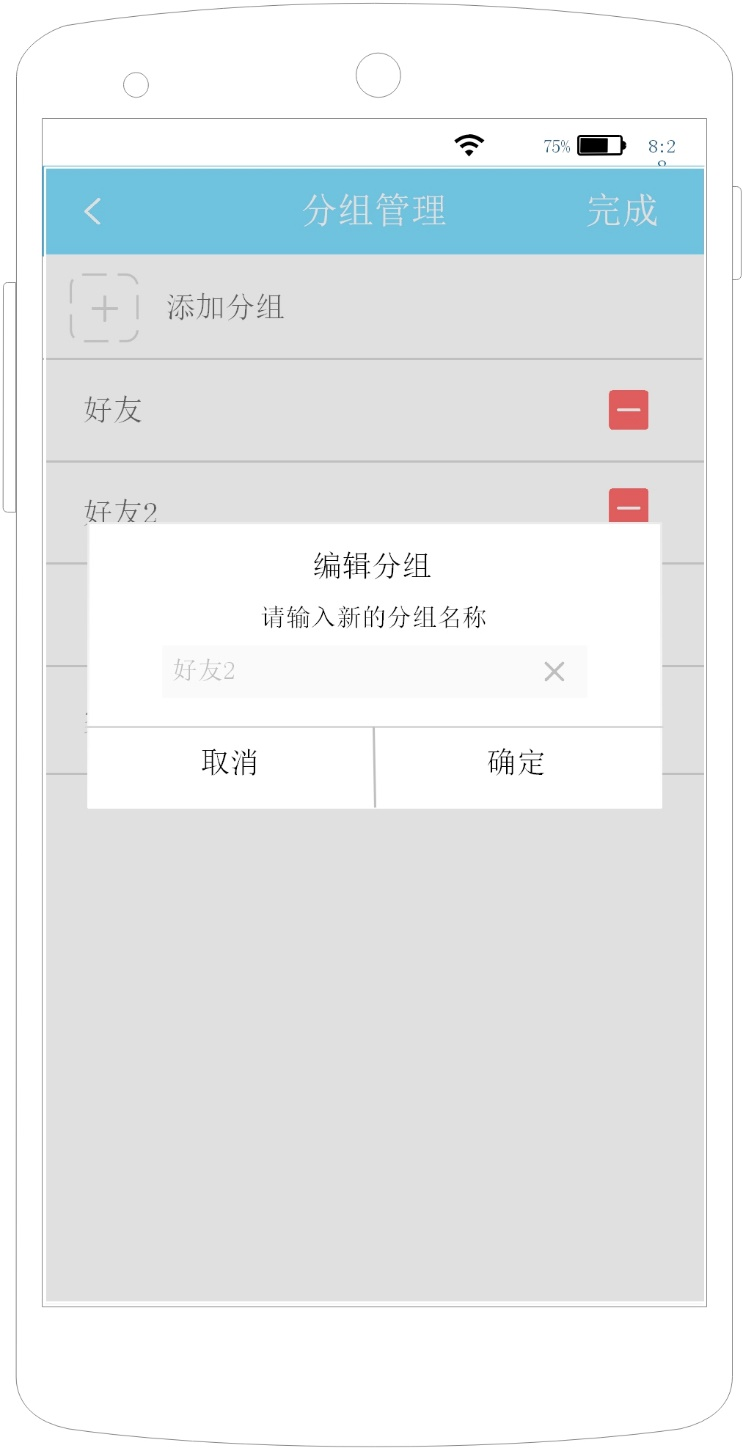 75% 8:2
8
分组管理 完成
添加分组
好友
好友2
编辑分组
请输入新的分组名称
好友2
取消 确定